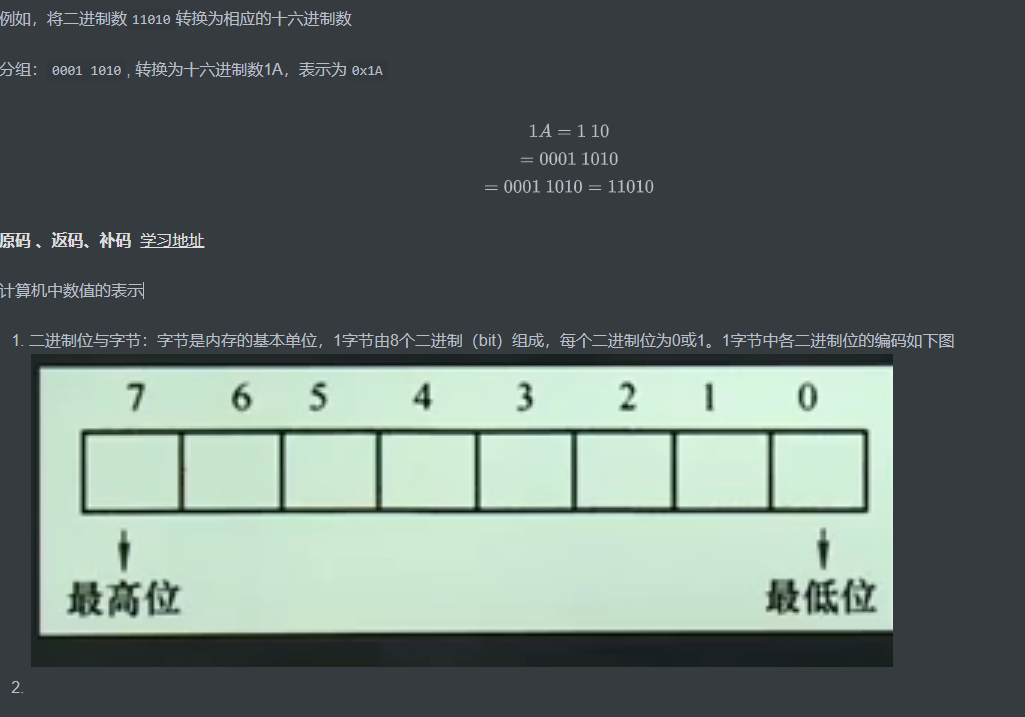 例如，将二进制数 11010 转换为相应的十六进制数
分组： 0001 1010 , 转换为十六进制数1A，表示为 0x1A
1A = 1 10
= 0001 1010
= 0001 1010 = 11010
原码 、返码、补码 学习地址
计算机中数值的表示
1. 二进制位与字节：字节是内存的基本单位，1字节由8个二进制（bit）组成，每个二进制位为0或1。1字节中各二进制位的编码如下图
7 6 5 4 3 2 1 0
最高位 最低位
2.